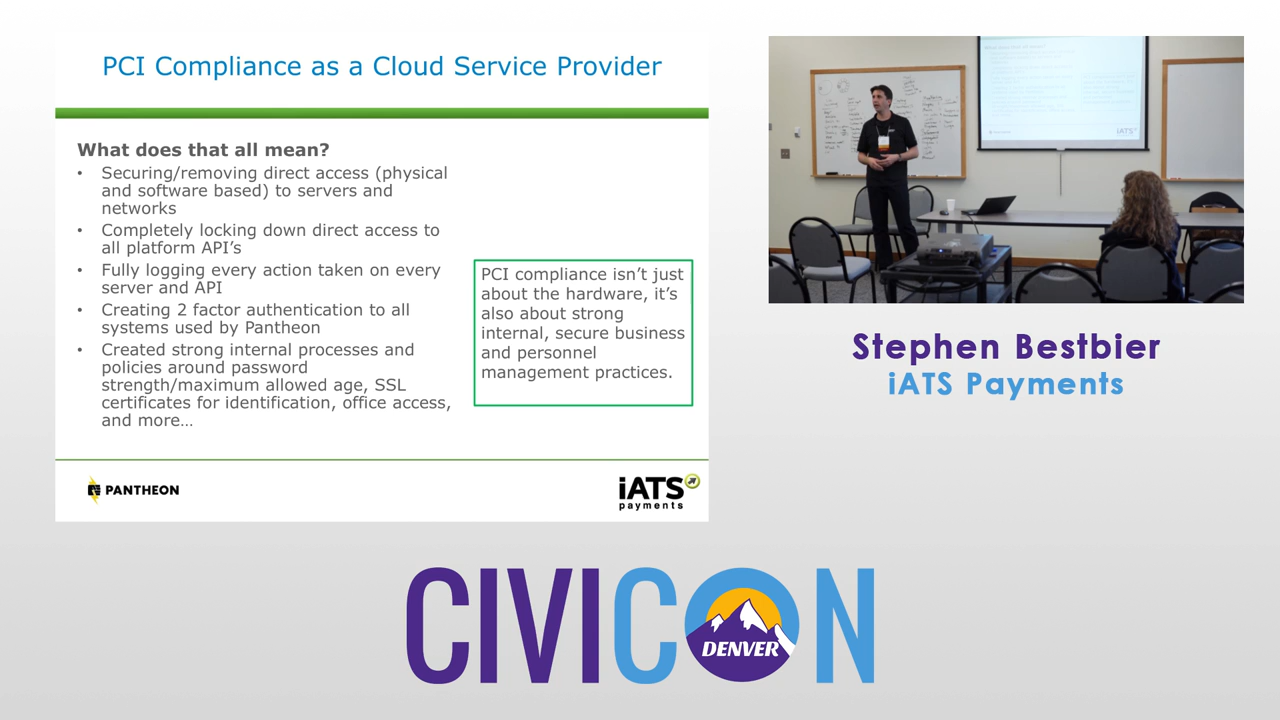 PCI Compliance as a Cloud Service Provider
What does that all mean?
• Securing/removing direct access (physical
and software based) to servers and
networks
• Completely locking down direct access to
all platform API’s
• Fully logging every action taken on every
server and API
• Creating 2 factor authentication to all
systems used by Pantheon
• Created strong internal processes and
policies around password
strength/maximum allowed age, SSL
certificates for identification, office access,
and more…
PCI compliance isn’t just
about the hardware, it’s
also about strong
internal, secure business
and personnel
management practices.
PANTHEON
iATS
payments
Stephen Bestbier
iATS Payments
CIVICON
DENVER